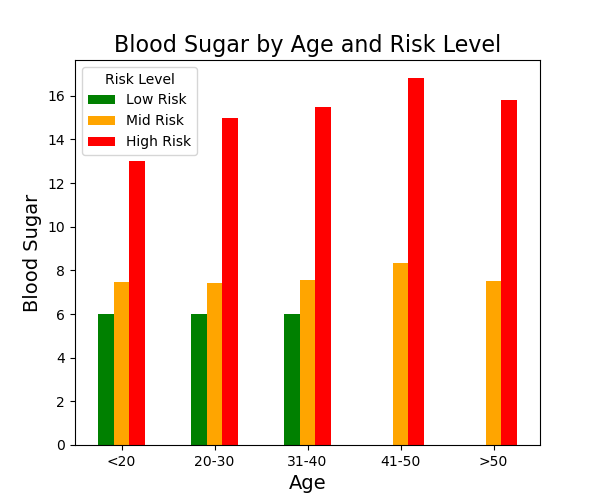 Blood Sugar by Age and Risk Level
Risk Level
Low Risk
Mid Risk
High Risk
Blood Sugar
16
14
12
10
8
6
4
2
0
<20 20-30 31-40 41-50 >50
Age